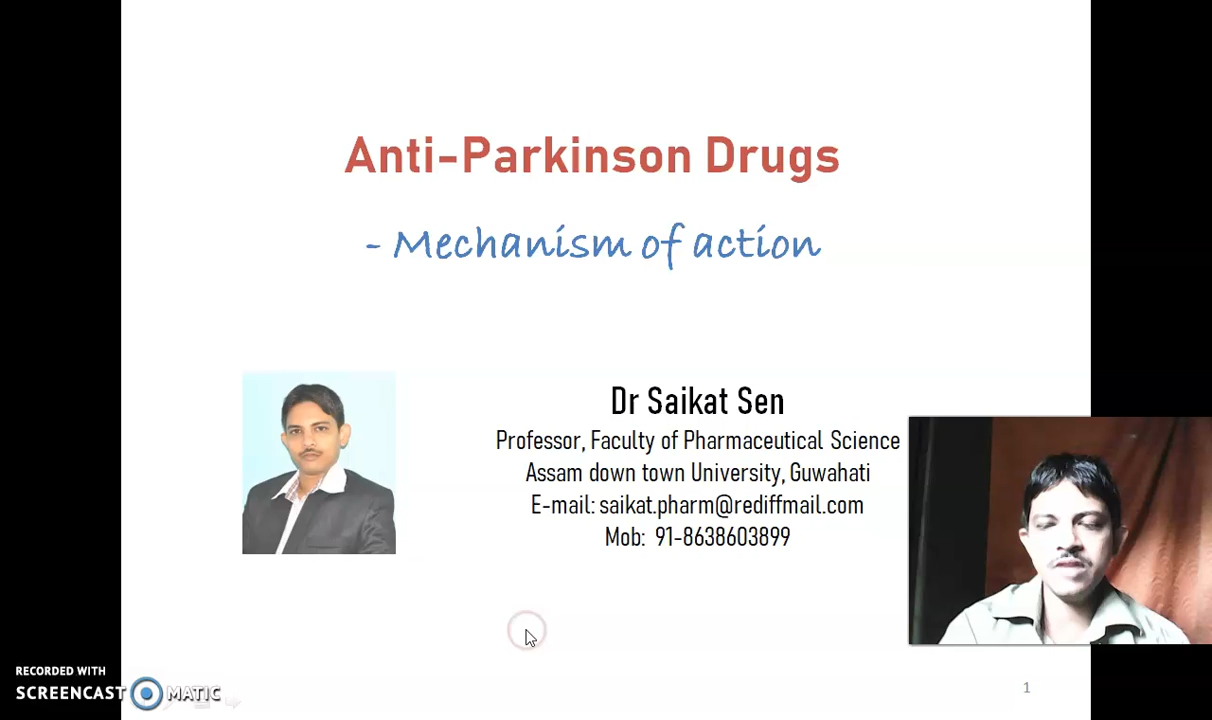 Anti-Parkinson Drugs
- Mechanism of action
Dr Saikat Sen
Professor, Faculty of Pharmaceutical Science
Assam down town University, Guwahati
E-mail: saikat.pharm@rediffmail.com
Mob: 91-8638603899
RECORDED WITH
SCREENCAST MATIC
1